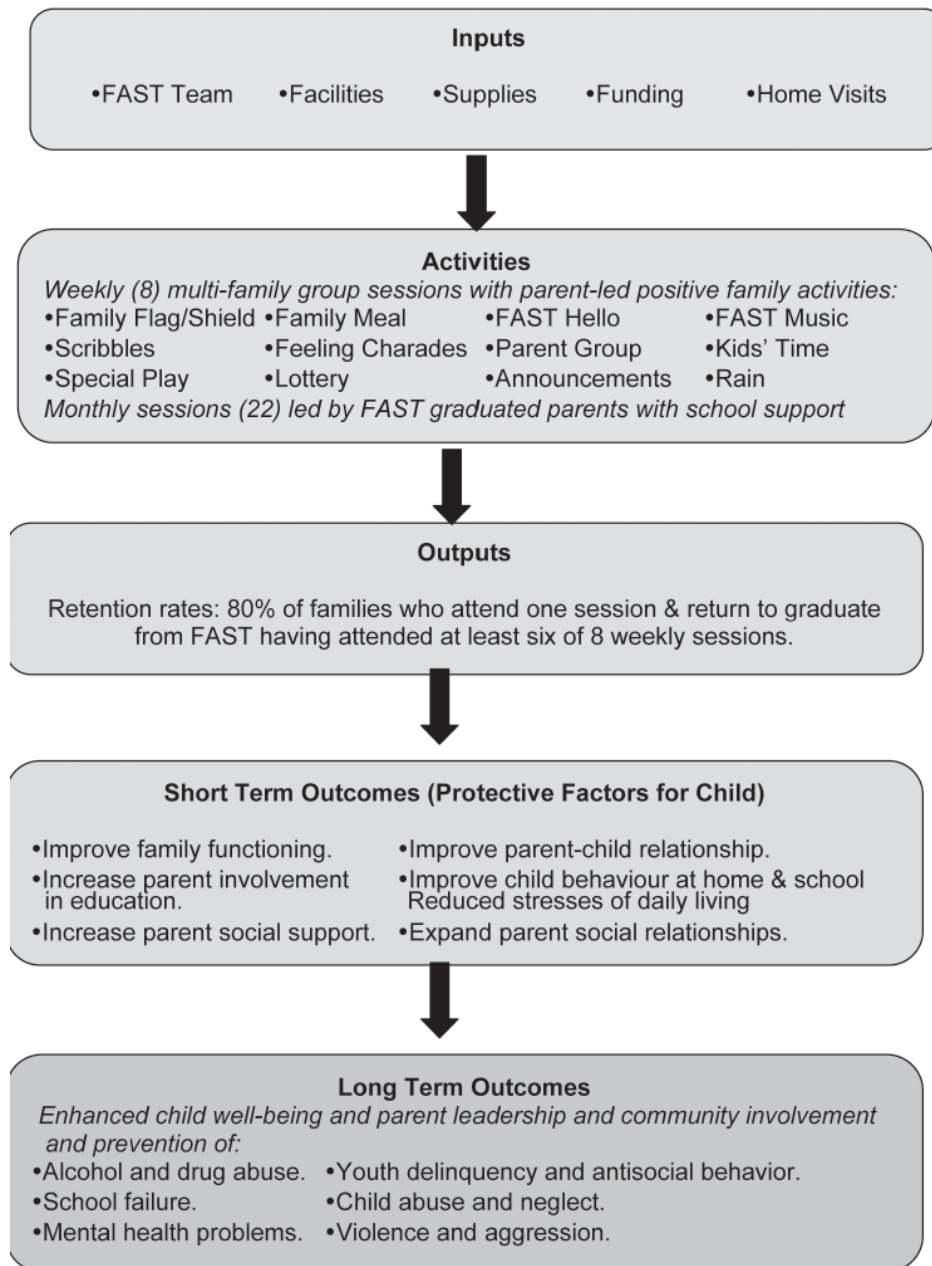 Inputs
•FAST Team •Facilities •Supplies •Funding •Home Visits
Activities
Weekly (8) multi-family group sessions with parent-led positive family activities:
•Family Flag/Shield •Family Meal •FAST Hello •FAST Music
•Scribbles •Feeling Charades •Parent Group •Kids’ Time
•Special Play •Lottery •Announcements •Rain
Monthly sessions (22) led by FAST graduated parents with school support
Outputs
Retention rates: 80% of families who attend one session & return to graduate
from FAST having attended at least six of 8 weekly sessions.
Short Term Outcomes (Protective Factors for Child)
•Improve family functioning. •Improve parent-child relationship.
•Increase parent involvement •Improve child behaviour at home & school
in education. Reduced stresses of daily living
•Increase parent social support. •Expand parent social relationships.
Long Term Outcomes
Enhanced child well-being and parent leadership and community involvement
and prevention of:
•Alcohol and drug abuse. •Youth delinquency and antisocial behavior.
•School failure. •Child abuse and neglect.
•Mental health problems. •Violence and aggression.